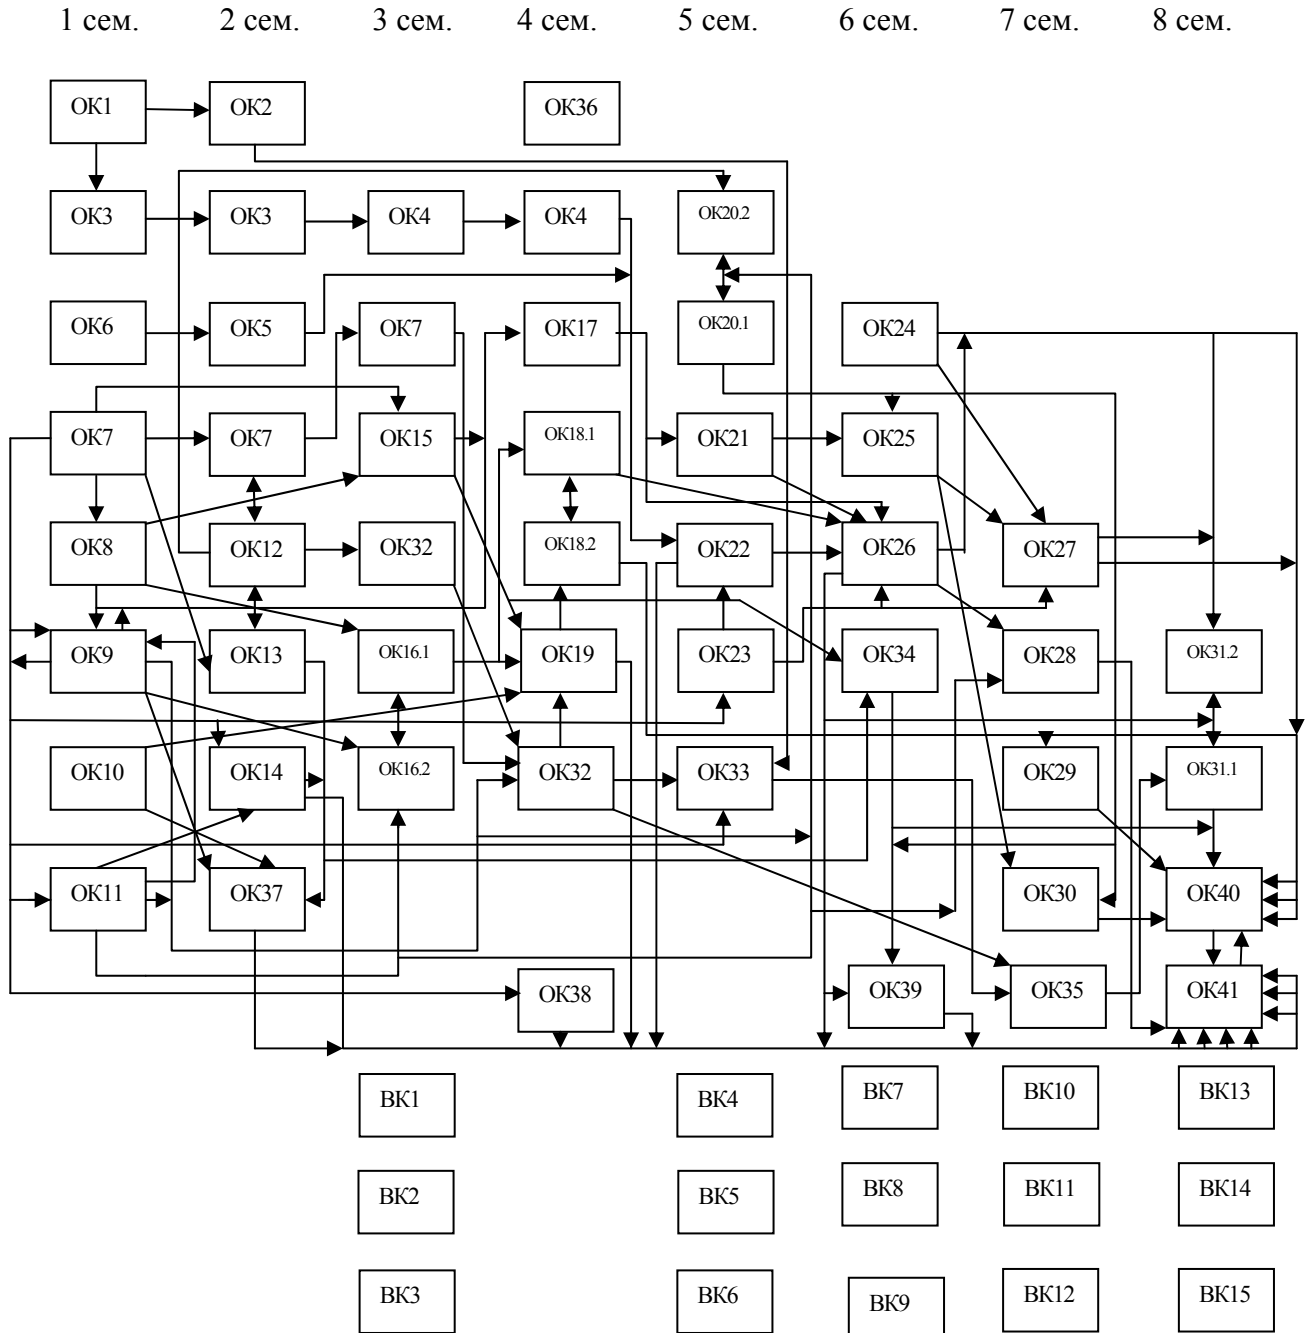 1 сем. 2 сем. 3 сем. 4 сем. 5 сем. 6 сем. 7 сем. 8 сем.
ОК1 ОК2 ОК36
ОК3 ОК3 ОК4 ОК4 ОК20.2
ОК6 ОК5 ОК7 ОК17 ОК20.1 ОК24
ОК7 ОК7 ОК15 ОК18.1 ОК21 ОК25
ОК8 ОК12 ОК32 ОК18.2 ОК22 ОК26 ОК27
ОК9 ОК13 ОК16.1 ОК19 ОК23 ОК34 ОК28 ОК31.2
ОК10 ОК14 ОК16.2 ОК32 ОК33 ОК29 ОК31.1
ОК11 ОК37 ОК30 ОК40
ОК38 ОК39 ОК35 ОК41
ВК1 ВК4 ВК7 ВК10 ВК13
ВК2 ВК5 ВК8 ВК11 ВК14
ВК3 ВК6 ВК9 ВК12 ВК15